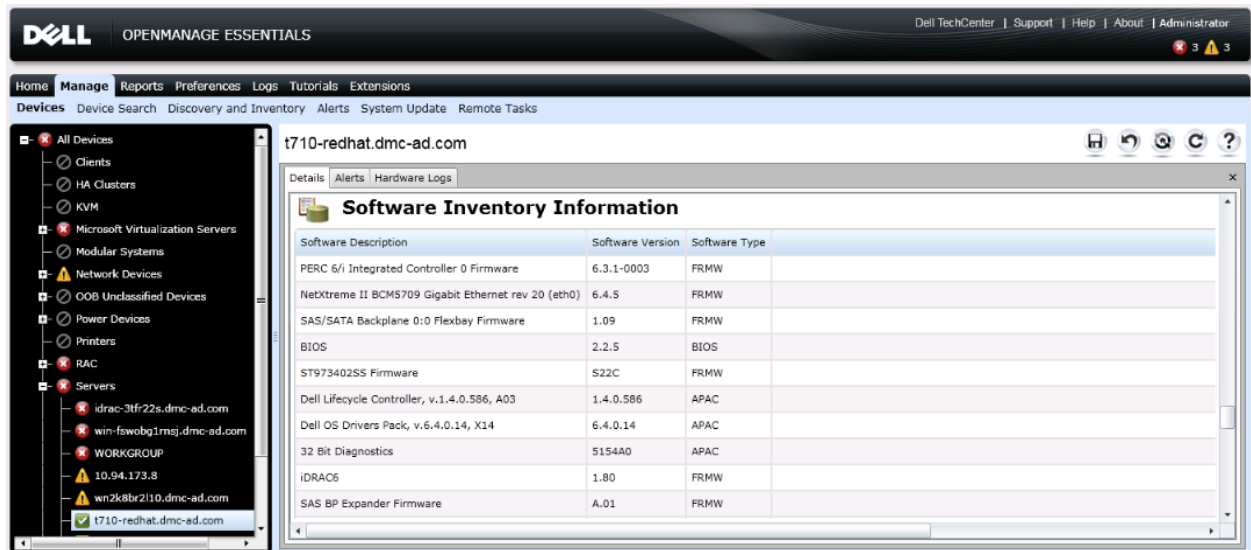 DELL OPENMANAGE ESSENTIALS
Dell TechCenter | Support | Help | About | Administrator
3 3
Home Manage Reports Preferences Logs Tutorials Extensions
Devices Device Search Discovery and Inventory Alerts System Update Remote Tasks
All Devices
Clients
HA Clusters
KVM
Microsoft Virtualization Servers
Modular Systems
Network Devices
OOB Unclassified Devices
Power Devices
Printers
RAC
Servers
idrac-3tfr22s.dmc-ad.com
win-fswobg1rnsj.dmc-ad.com
WORKGROUP
10.94.173.8
wn2k8br2l10.dmc-ad.com
t710-redhat.dmc-ad.com
t710-redhat.dmc-ad.com
Details Alerts Hardware Logs
Software Inventory Information
Software Description Software Version Software Type
PERC 6/i Integrated Controller 0 Firmware 6.3.1-0003 FRMW
NetXtreme II BCM5709 Gigabit Ethernet rev 20 (eth0) 6.4.5 FRMW
SAS/SATA Backplane 0:0 Flexbay Firmware 1.09 FRMW
BIOS 2.2.5 BIOS
ST973402SS Firmware S22C FRMW
Dell Lifecycle Controller, v.1.4.0.586, A03 1.4.0.586 APAC
Dell OS Drivers Pack, v.6.4.0.14, X14 6.4.0.14 APAC
32 Bit Diagnostics 5154A0 APAC
iDRAC6 1.80 FRMW
SAS BP Expander Firmware A.01 FRMW